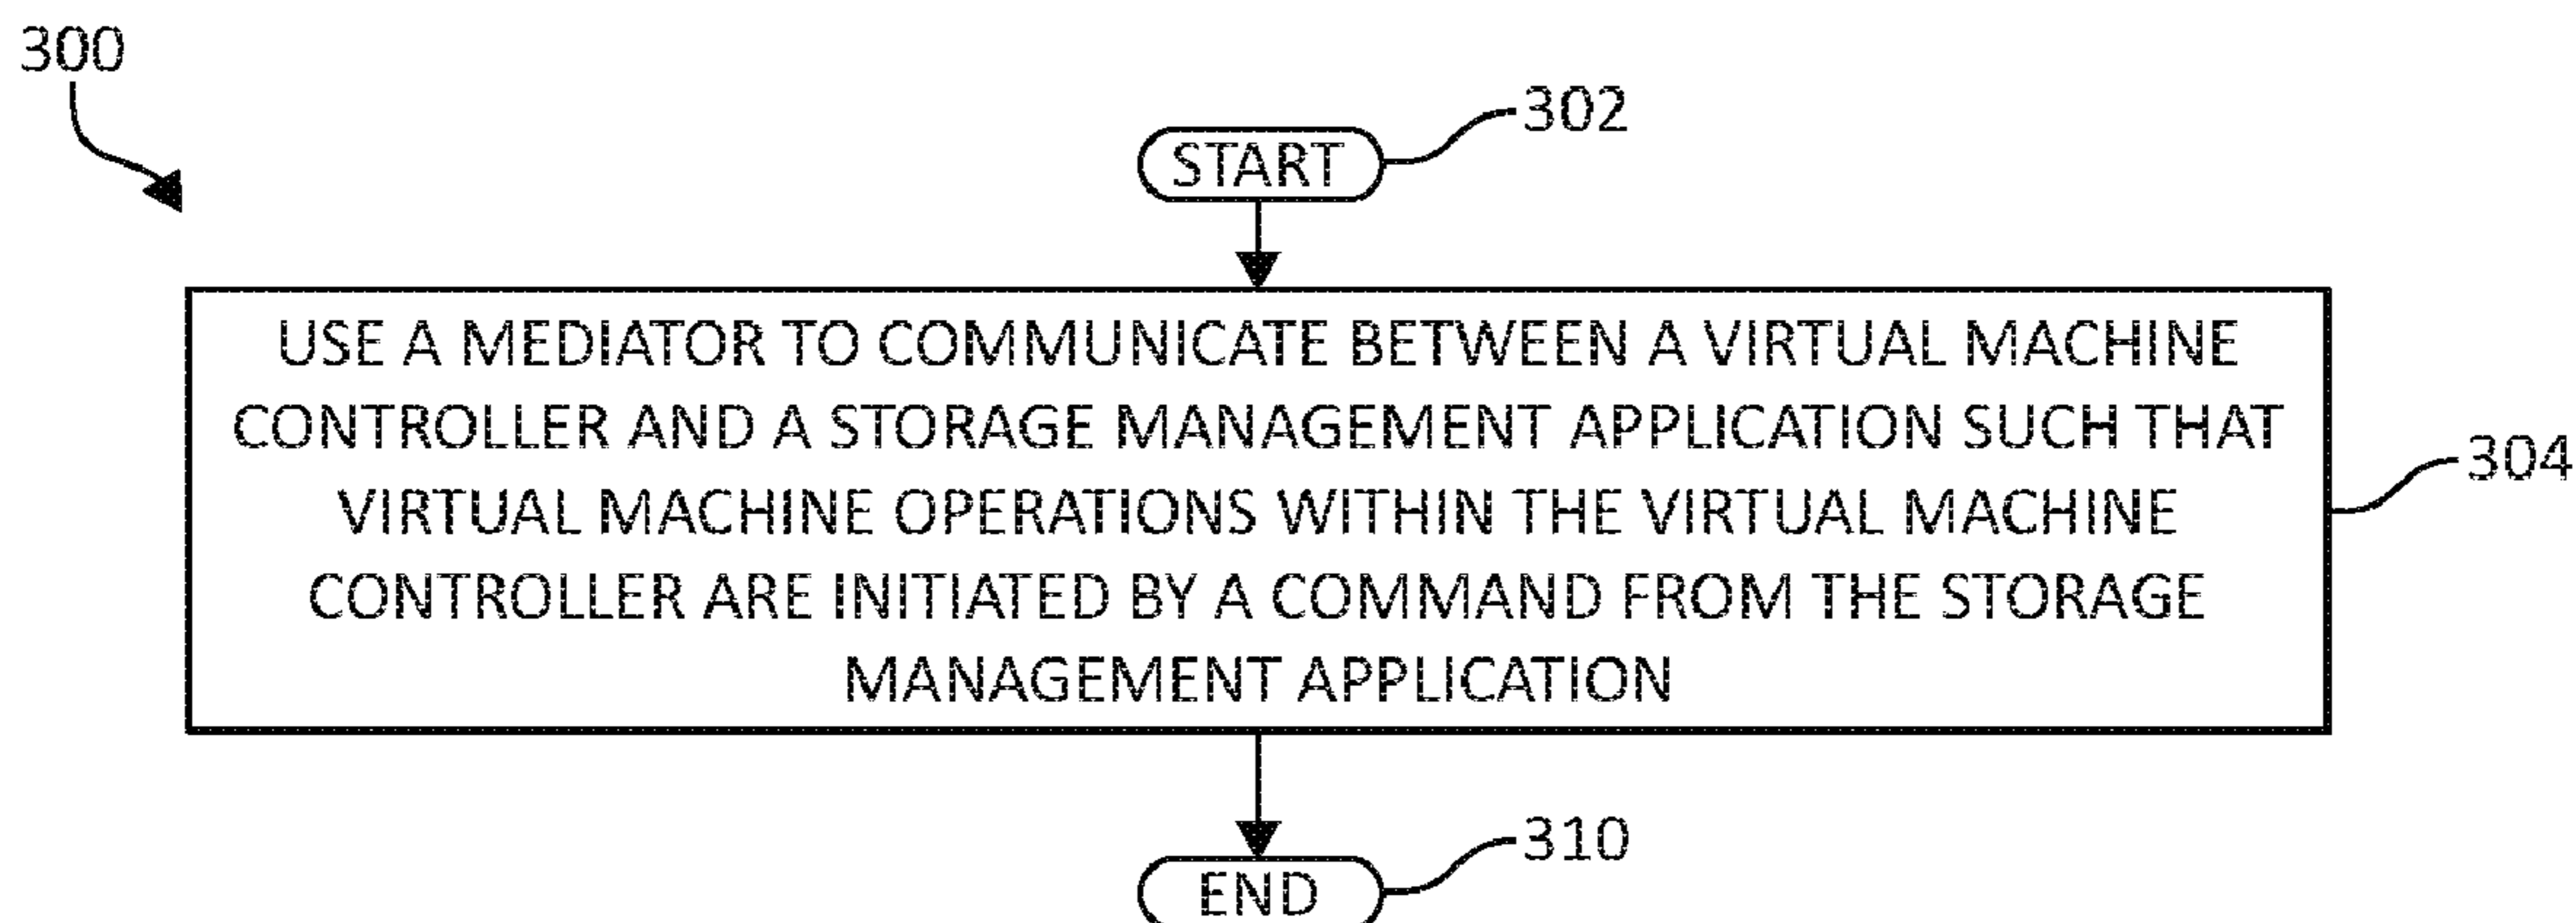 300
302
START
USE A MEDIATOR TO COMMUNICATE BETWEEN A VIRTUAL MACHINE
CONTROLLER AND A STORAGE MANAGEMENT APPLICATION SUCH THAT
VIRTUAL MACHINE OPERATIONS WITHIN THE VIRTUAL MACHINE
CONTROLLER ARE INITIATED BY A COMMAND FROM THE STORAGE
MANAGEMENT APPLICATION
304
310
END